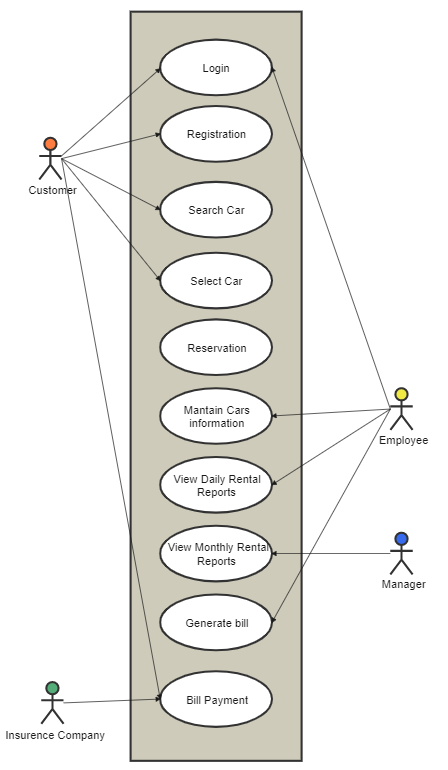 Login
Registration
Customer
Search Car
Select Car
Reservation
Mantain Cars
information
Employee
View Daily Rental
Reports
View Monthly Rental
Reports
Manager
Generate bill
Bill Payment
Insurence Company